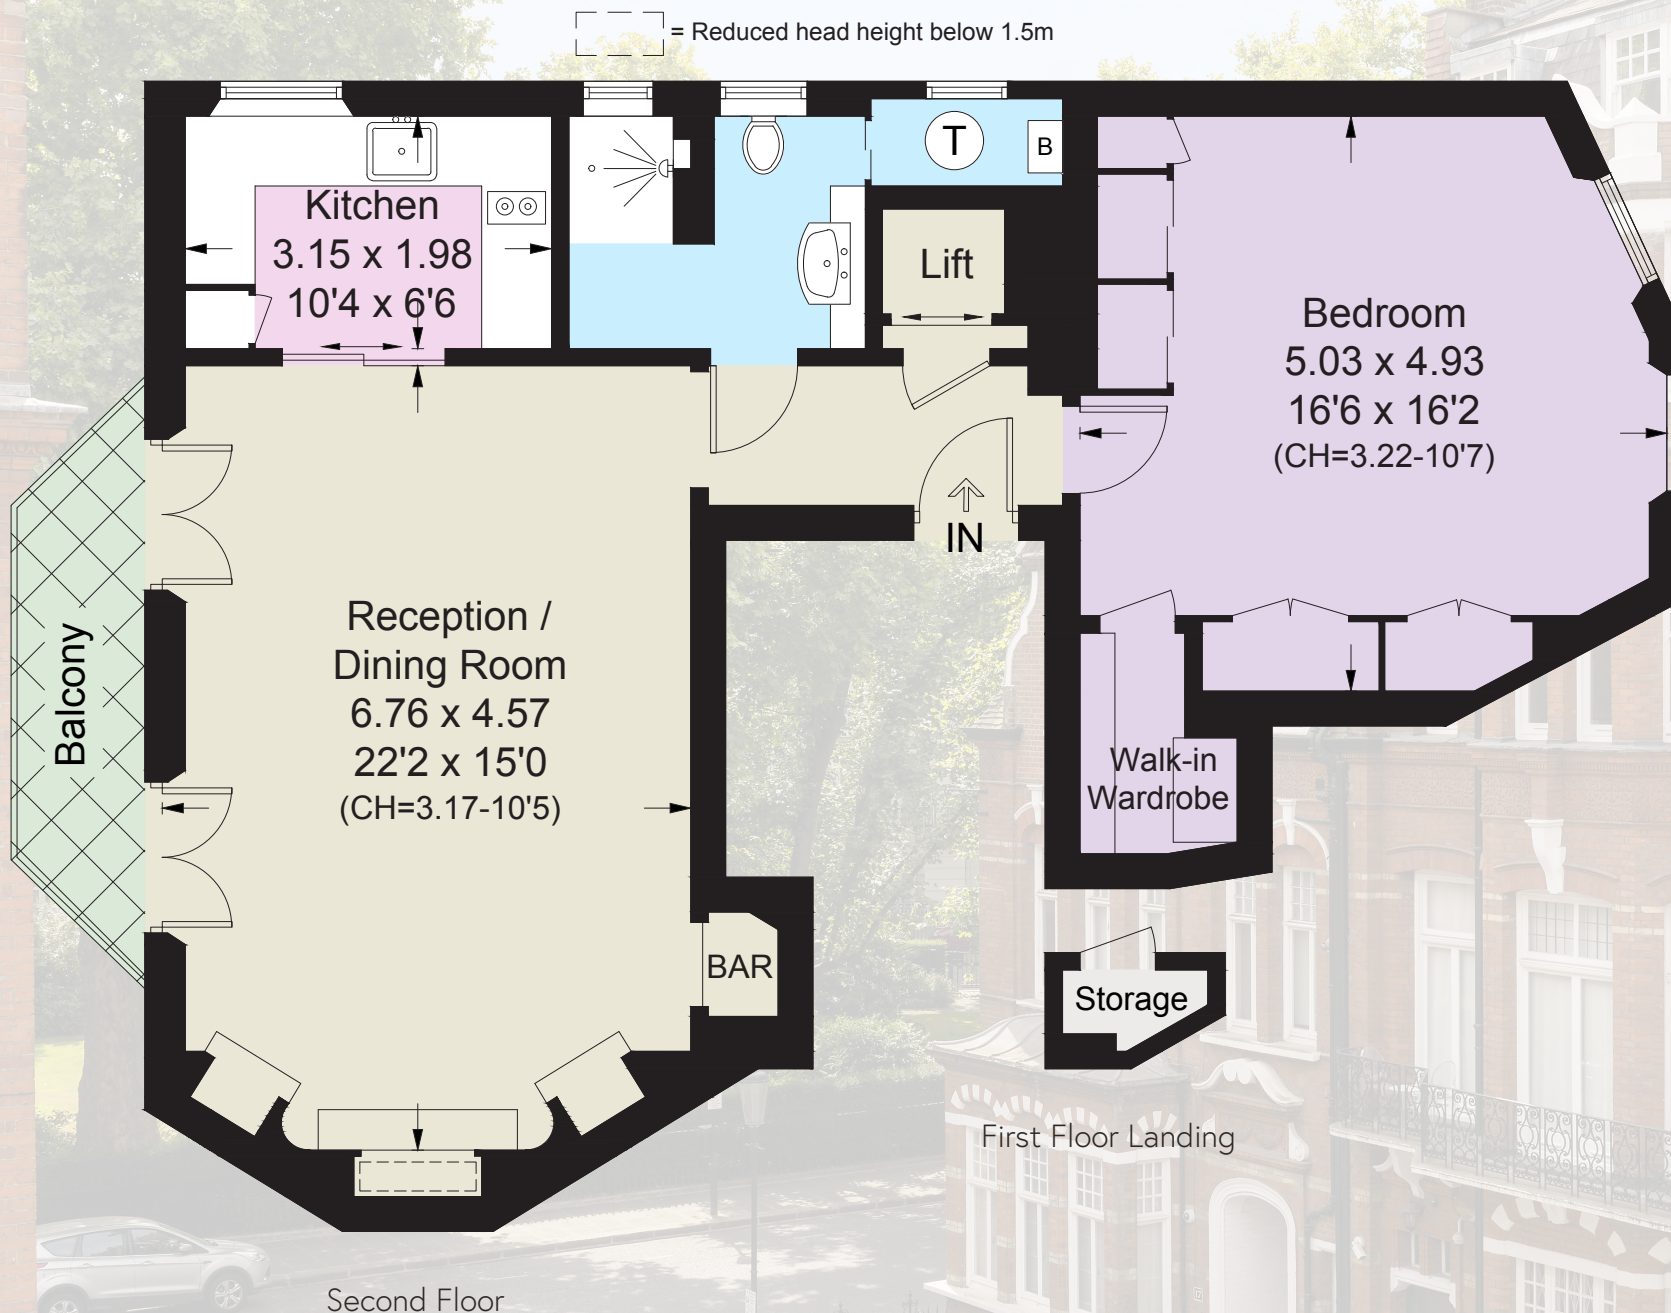 = Reduced head height below 1.5m
Kitchen
3.15 x 1.98
10'4 x 6'6
T
B
Lift
Bedroom
5.03 x 4.93
16'6 x 16'2
(CH=3.22-10'7)
IN
Balcony
Reception /
Dining Room
6.76 x 4.57
22'2 x 15'0
(CH=3.17-10'5)
Walk-in
Wardrobe
BAR
Storage
First Floor Landing
Second Floor